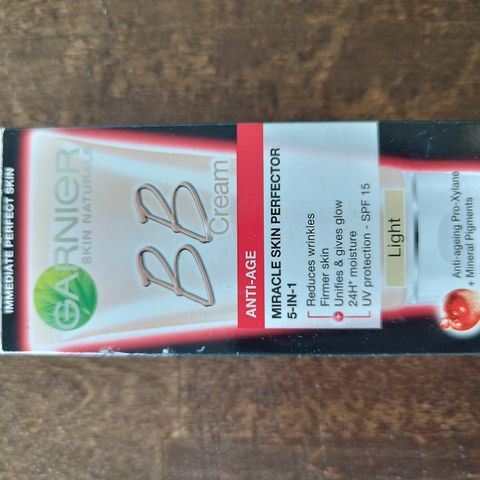 IMMEDIATE PERFECT SKIN
GARNIER
SKIN NATURALS
BB
Cream
ANTI-AGE
MIRACLE SKIN PERFECTOR
5-IN-1
Reduces wrinkles
Firmer skin
Unifies & gives glow
24H* moisture
UV protection - SPF 15
Light
Anti-ageing Pro-Xylane
+ Mineral Pigments